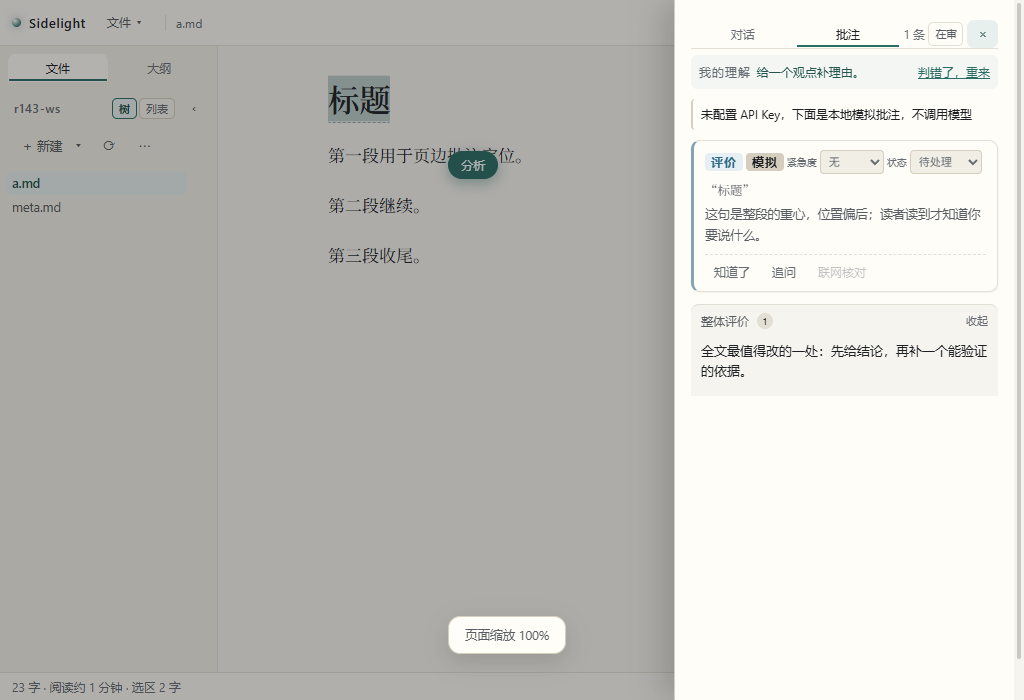 Sidelight 文件 a.md
文件 大纲
r143-ws 树 列表
+ 新建 ...
a.md
meta.md
标题
第一段用于页边批注定位。
分析
第二段继续。
第三段收尾。
页面缩放 100%
23 字 · 阅读约 1 分钟 · 选区 2 字
对话 批注 1 条 在审 ×
我的理解 给一个观点补理由。 判错了，重来
未配置 API Key，下面是本地模拟批注，不调用模型
评价 模拟 紧急度 无 状态 待处理
“标题”
这句是整段的重心，位置偏后；读者读到才知道你
要说什么。
知道了 追问 联网核对
整体评价 1 收起
全文最值得改的一处：先给结论，再补一个能验证
的依据。